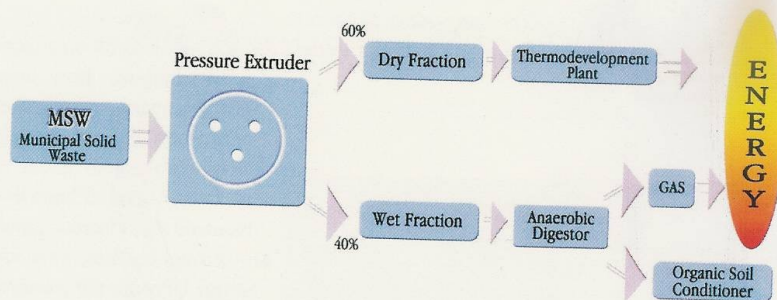 60%
Pressure Extruder
Dry Fraction
Thermodevelopment
Plant
MSW
Municipal Solid
Waste
ENERGY
GAS
Wet Fraction
Anaerobic
Digestor
40%
Organic Soil
Conditioner